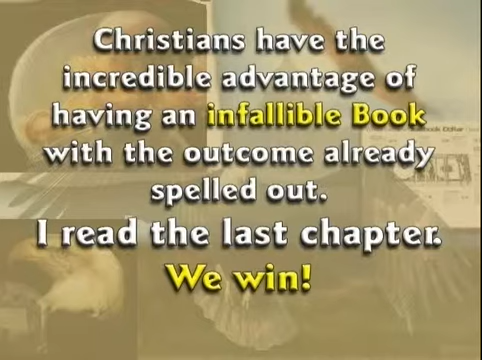 Christians have the
incredible advantage of
having an infallible Book
with the outcome already
spelled out.
I read the last chapter.
We win!